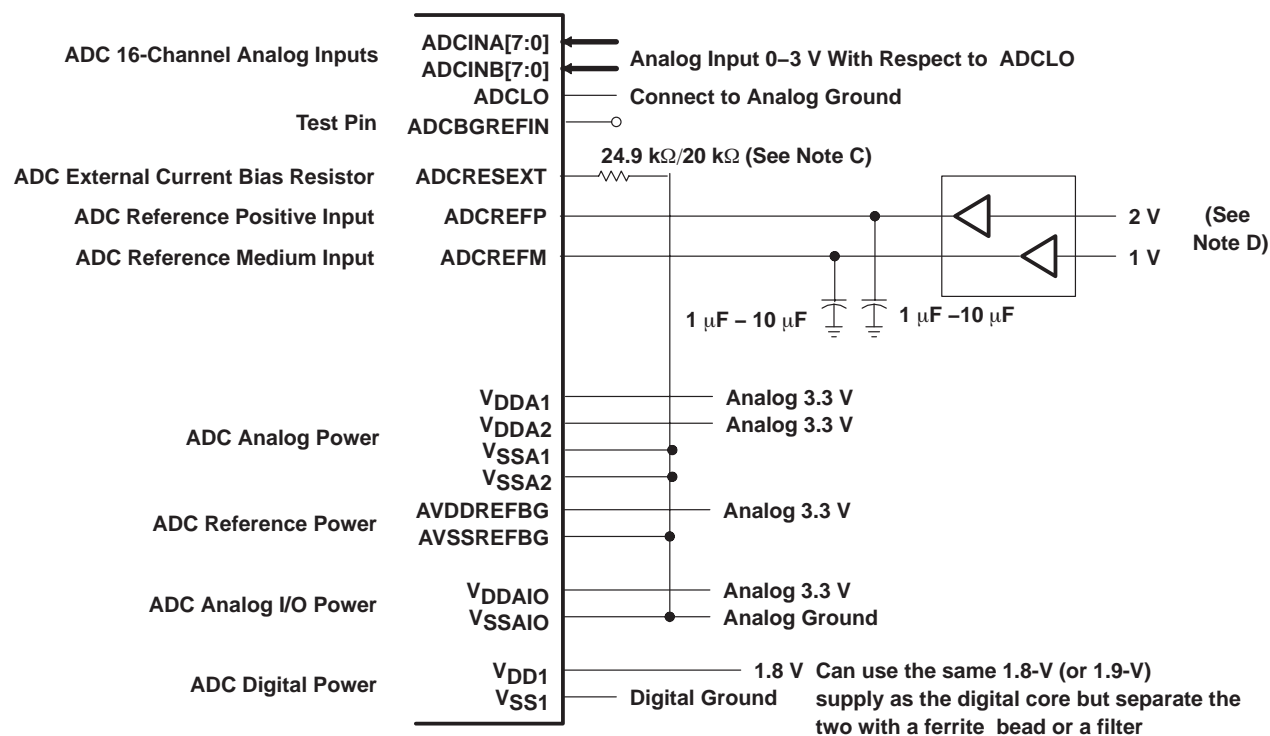 ADC 16-Channel Analog Inputs ADCINA[7:0]
ADCINB[7:0] Analog Input 0–3 V With Respect to ADCLO
ADCLO Connect to Analog Ground
Test Pin ADCBGREFIN
24.9 kΩ/20 kΩ (See Note C)
ADC External Current Bias Resistor ADCRESEXT
ADC Reference Positive Input ADCREFP 2 V (See
ADC Reference Medium Input ADCREFM 1 V Note D)
1 μF – 10 μF 1 μF –10 μF
VDDA1 Analog 3.3 V
VDDA2 Analog 3.3 V
ADC Analog Power
VSSA1
VSSA2
AVDDREFBG Analog 3.3 V
ADC Reference Power
AVSSREFBG
VDDAIO Analog 3.3 V
ADC Analog I/O Power
VSSAIO Analog Ground
VDD1 1.8 V Can use the same 1.8-V (or 1.9-V)
ADC Digital Power
VSS1 Digital Ground supply as the digital core but separate the
two with a ferrite bead or a filter